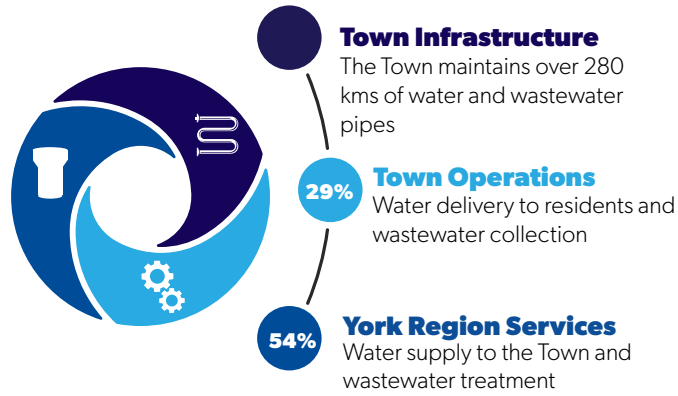 Town Infrastructure
The Town maintains over 280
kms of water and wastewater
pipes
29%
Town Operations
Water delivery to residents and
wastewater collection
54%
York Region Services
Water supply to the Town and
wastewater treatment